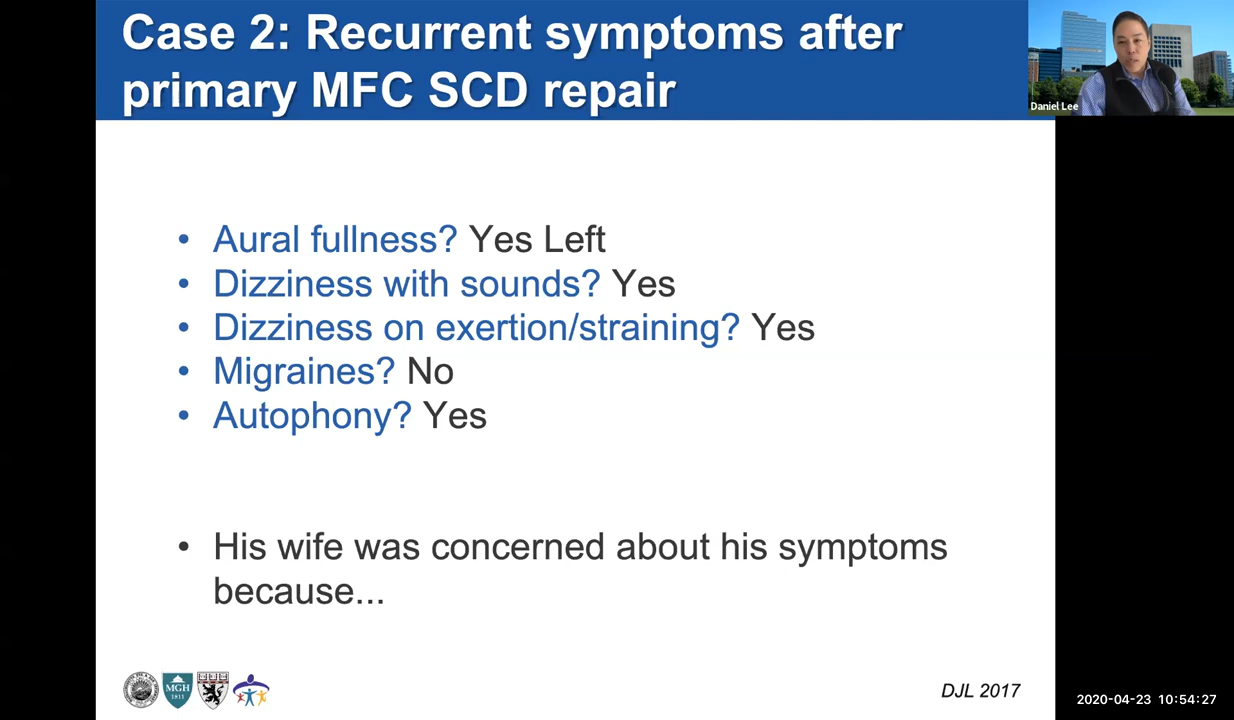 Case 2: Recurrent symptoms after
primary MFC SCD repair
Daniel Lee
• Aural fullness? Yes Left
• Dizziness with sounds? Yes
• Dizziness on exertion/straining? Yes
• Migraines? No
• Autophony? Yes
• His wife was concerned about his symptoms
because...
MGH
1811
DJL 2017
2020-04-23 10:54:27